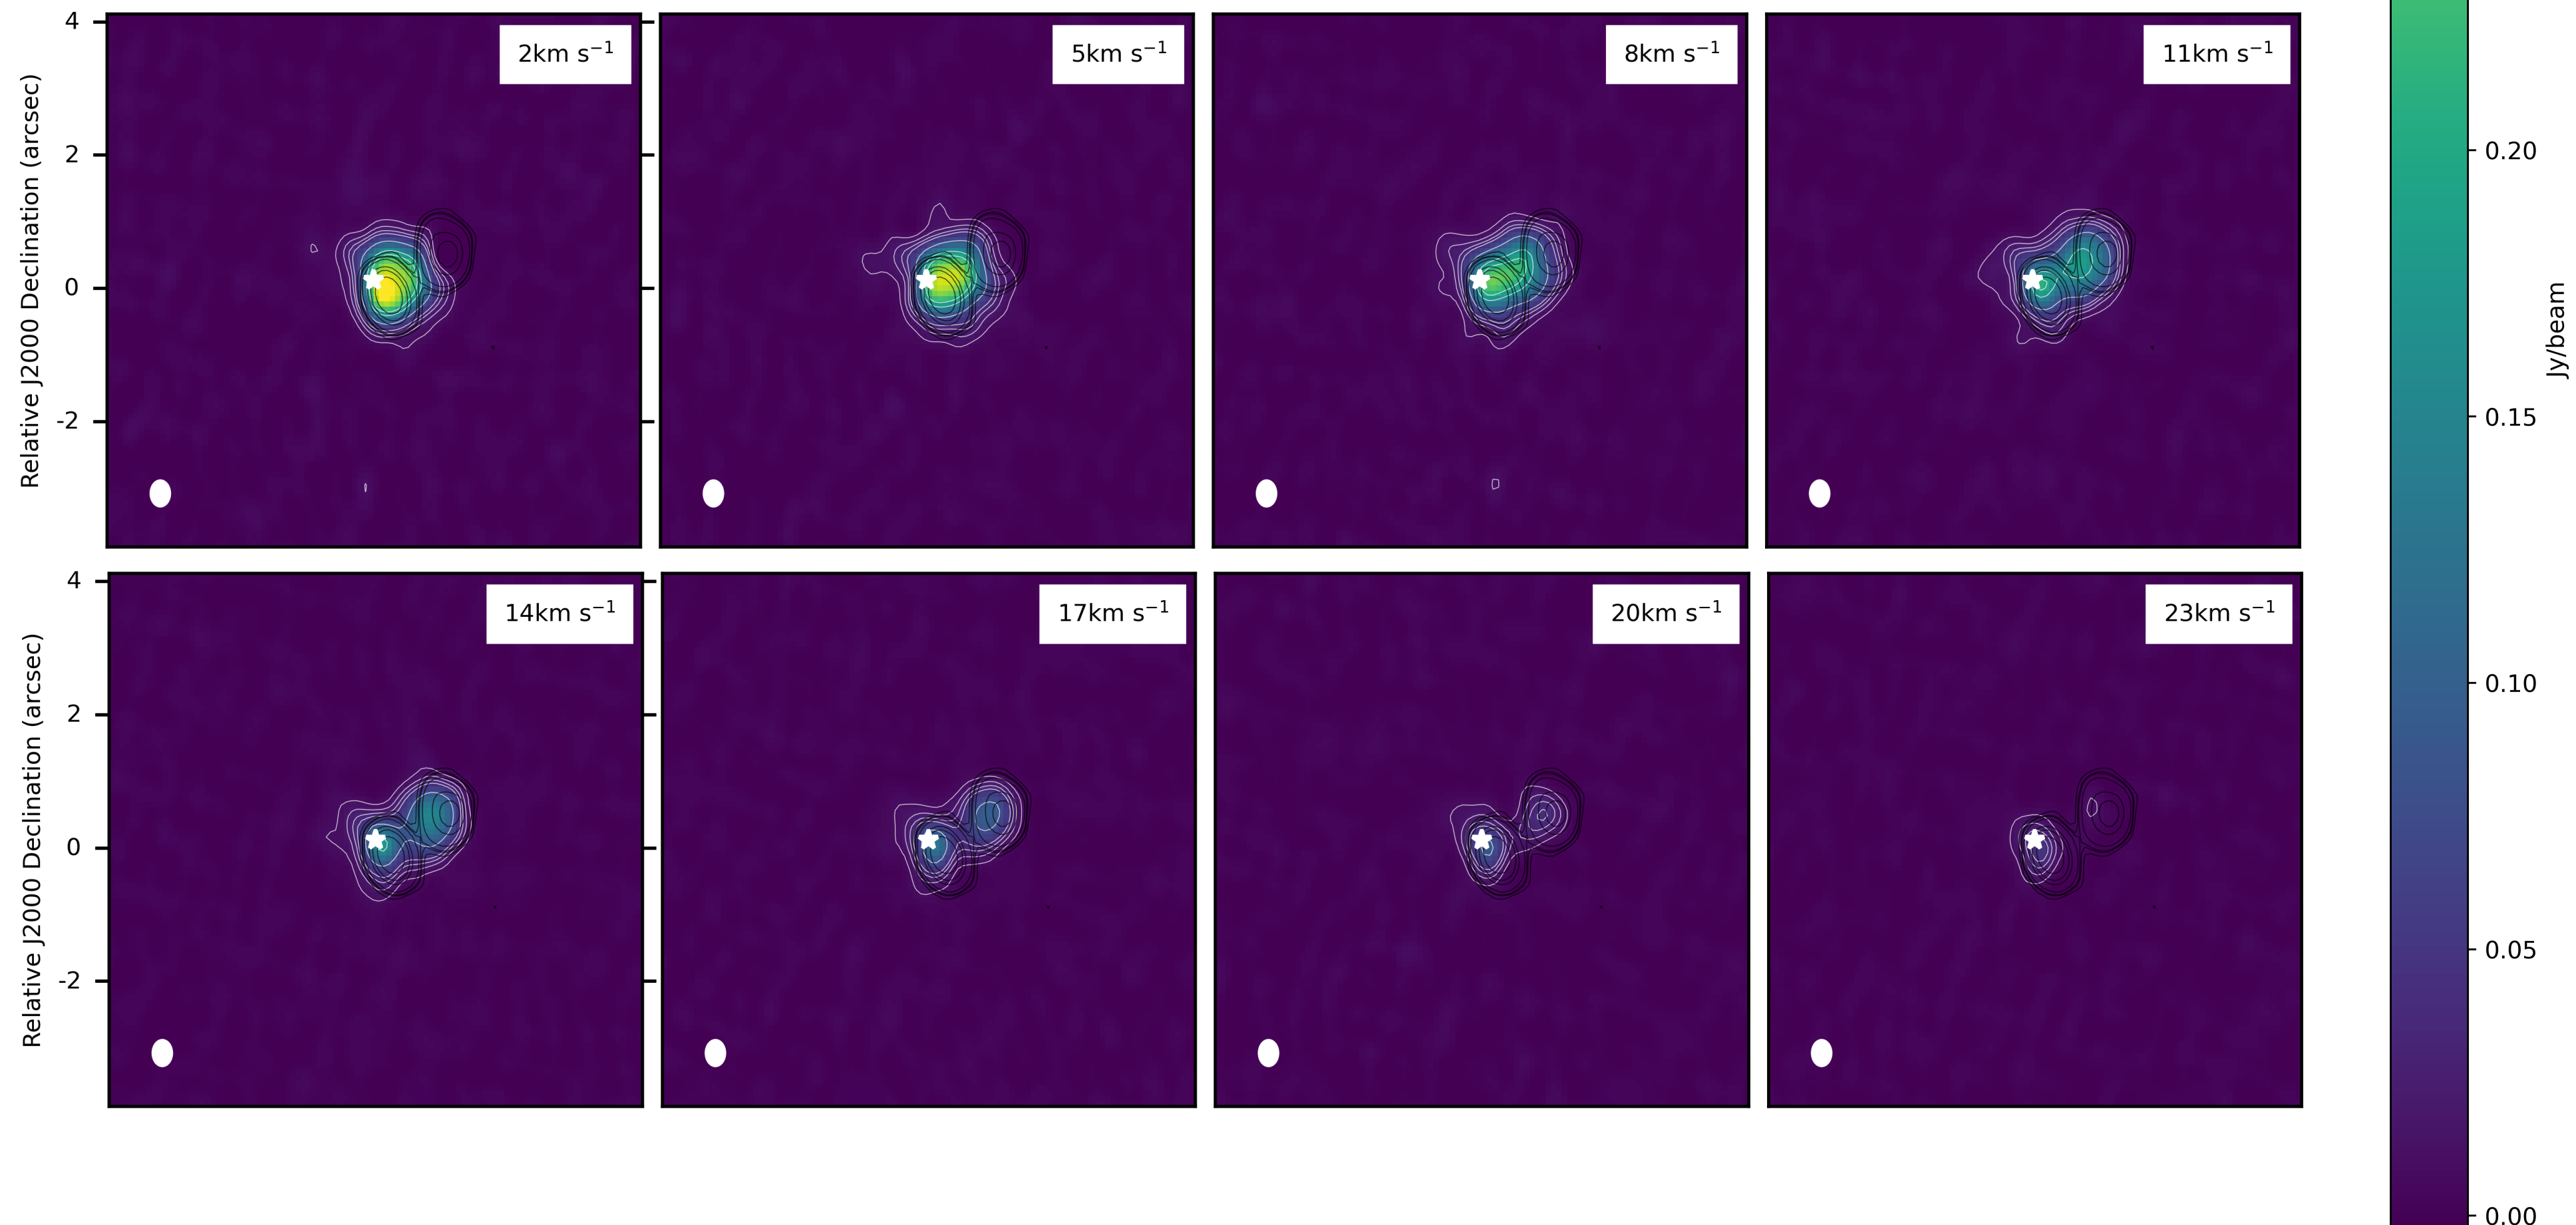 4
2
0
-2
Relative J2000 Declination (arcsec)
2km s⁻¹
5km s⁻¹
8km s⁻¹
11km s⁻¹
4
2
0
-2
Relative J2000 Declination (arcsec)
14km s⁻¹
17km s⁻¹
20km s⁻¹
23km s⁻¹
0.20
0.15
0.10
0.05
0.00
Jy/beam